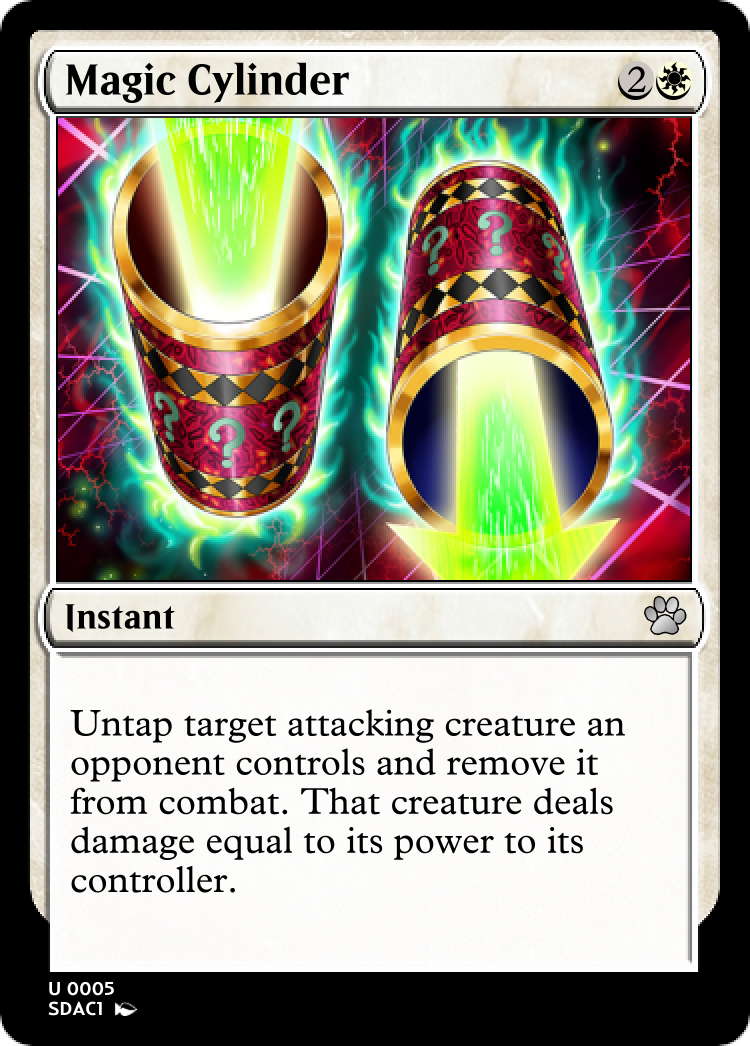 Magic Cylinder 2
? ? ?
? ? ?
Instant
Untap target attacking creature an
opponent controls and remove it
from combat. That creature deals
damage equal to its power to its
controller.
U 0005
SDAC1